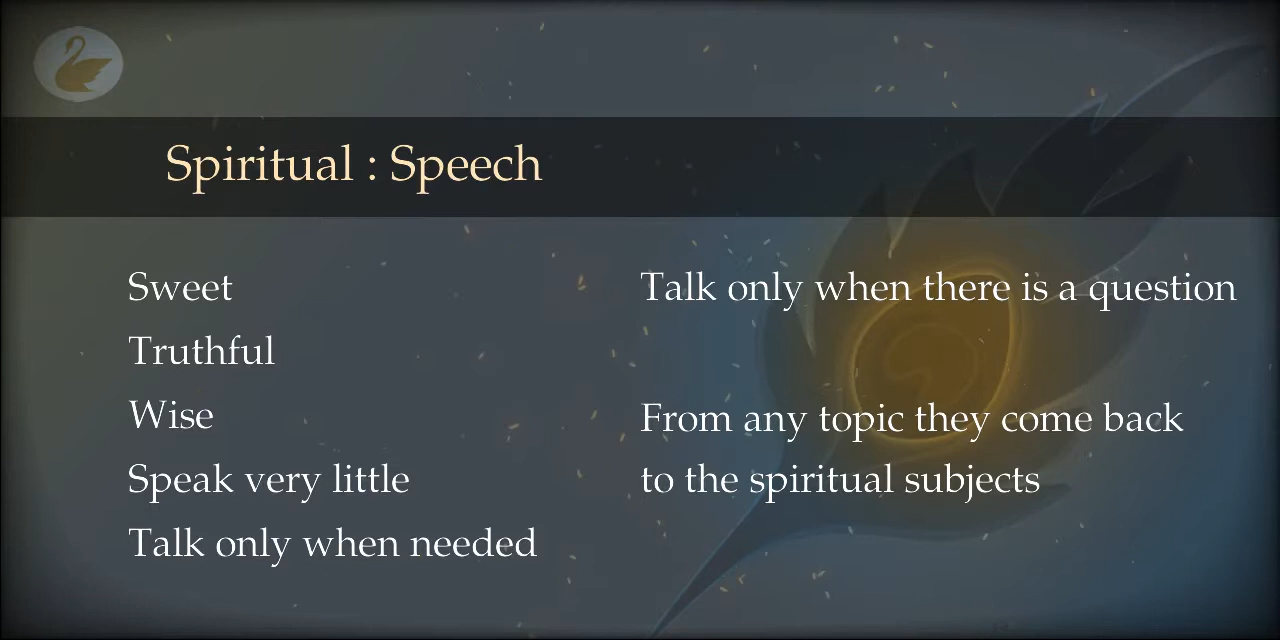 Spiritual : Speech
Sweet
Truthful
Wise
Speak very little
Talk only when needed
Talk only when there is a question
From any topic they come back
to the spiritual subjects